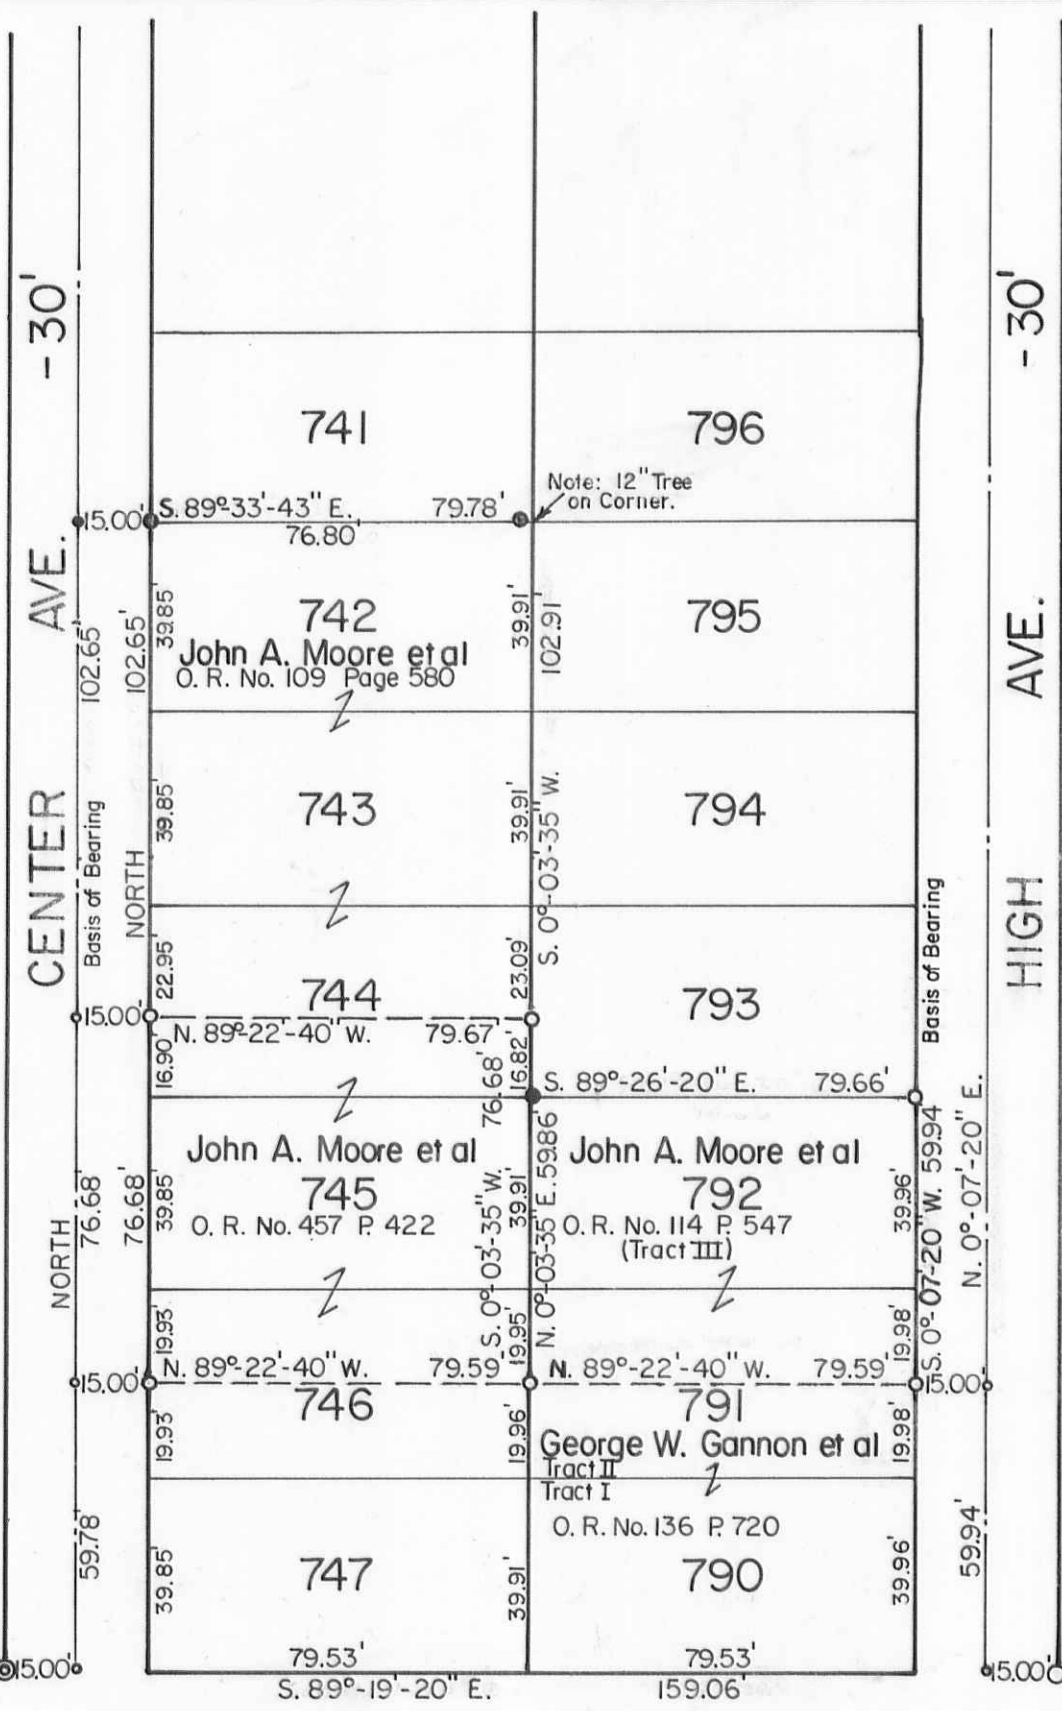 CENTER AVE. - 30'
HIGH AVE. - 30'
741
796
Note: 12" Tree
on Corner.
15.00'
S. 89°-33'-43" E. 79.78'
76.80'
39.85'
742
39.91'
795
John A. Moore et al
O. R. No. 109 Page 580
102.65'
102.65'
102.91'
39.85'
743
39.91'
794
S. 0°-03'-35" W.
Basis of Bearing
NORTH
22.95'
744
23.09'
793
Basis of Bearing
15.00'
N. 89°-22'-40" W. 79.67'
16.90'
16.82'
76.68'
S. 89°-26'-20" E. 79.66'
John A. Moore et al
745
O. R. No. 457 P. 422
39.85'
39.91'
S. 0°-03'-35" W.
N. 0°-03'-35 E. 59.86'
John A. Moore et al
792
O. R. No. 114 P. 547
(Tract III)
39.96'
S. 0°-07'-20" W. 59.94
N. 0°-07'-20" E.
76.68'
76.68'
NORTH
19.93'
19.95'
19.98'
15.00'
N. 89°-22'-40" W. 79.59'
N. 89°-22'-40" W. 79.59'
15.00'
746
791
19.93'
19.96'
19.98'
George W. Gannon et al
Tract II
Tract I
O. R. No. 136 P. 720
59.78'
39.85'
747
39.91'
790
39.96'
59.94'
15.00'
79.53'
79.53'
15.00'
S. 89°-19'-20" E. 159.06'